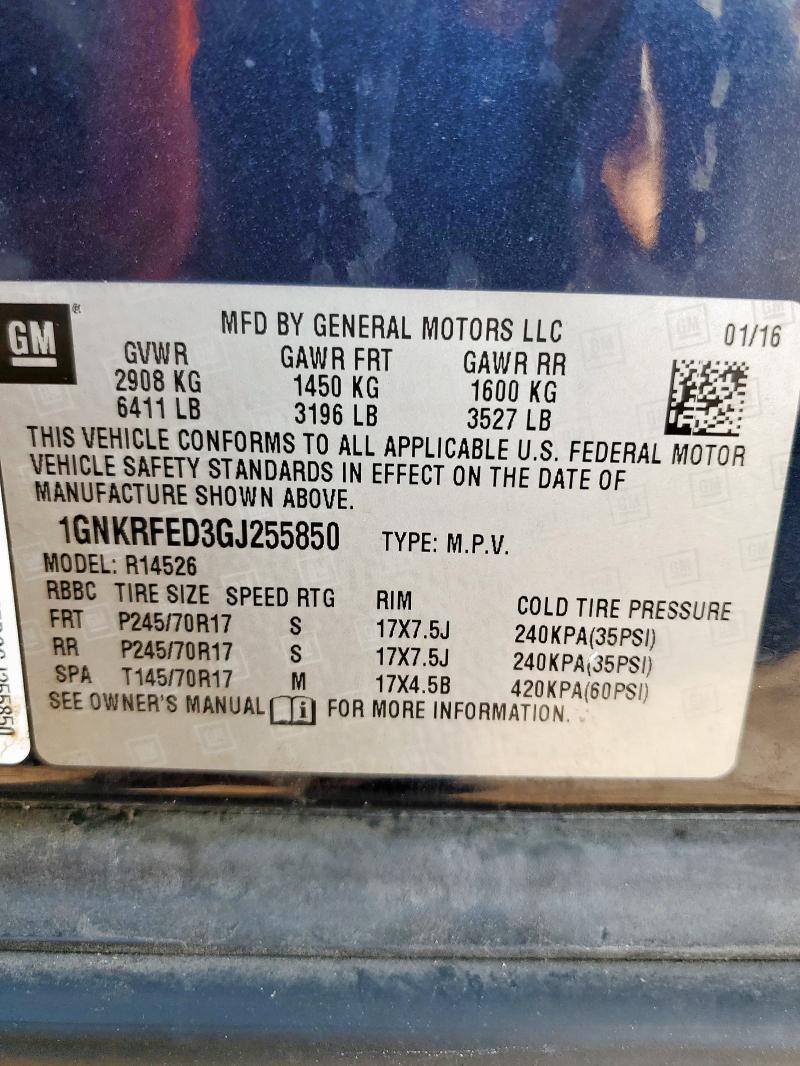 GM ®
MFD BY GENERAL MOTORS LLC 01/16
GVWR GAWR FRT GAWR RR
2908 KG 1450 KG 1600 KG
6411 LB 3196 LB 3527 LB
THIS VEHICLE CONFORMS TO ALL APPLICABLE U.S. FEDERAL MOTOR
VEHICLE SAFETY STANDARDS IN EFFECT ON THE DATE OF
MANUFACTURE SHOWN ABOVE.
1GNKRFED3GJ255850 TYPE: M.P.V.
MODEL: R14526
RBBC TIRE SIZE SPEED RTG RIM COLD TIRE PRESSURE
FRT P245/70R17 S 17X7.5J 240KPA(35PSI)
RR P245/70R17 S 17X7.5J 240KPA(35PSI)
SPA T145/70R17 M 17X4.5B 420KPA(60PSI)
SEE OWNER'S MANUAL i FOR MORE INFORMATION.